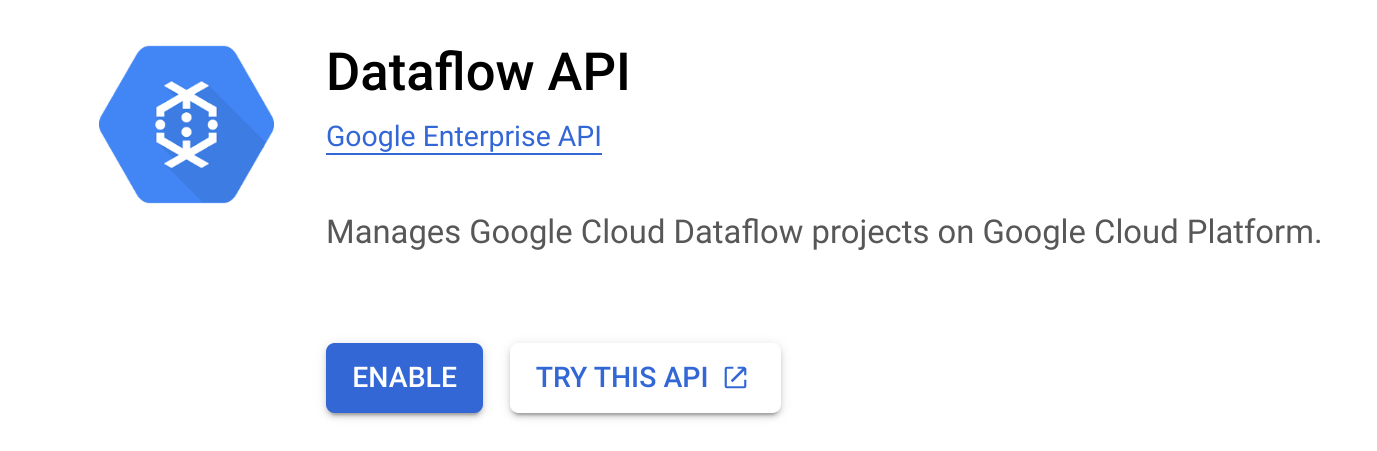 Dataflow API
Google Enterprise API
Manages Google Cloud Dataflow projects on Google Cloud Platform.
ENABLE
TRY THIS API